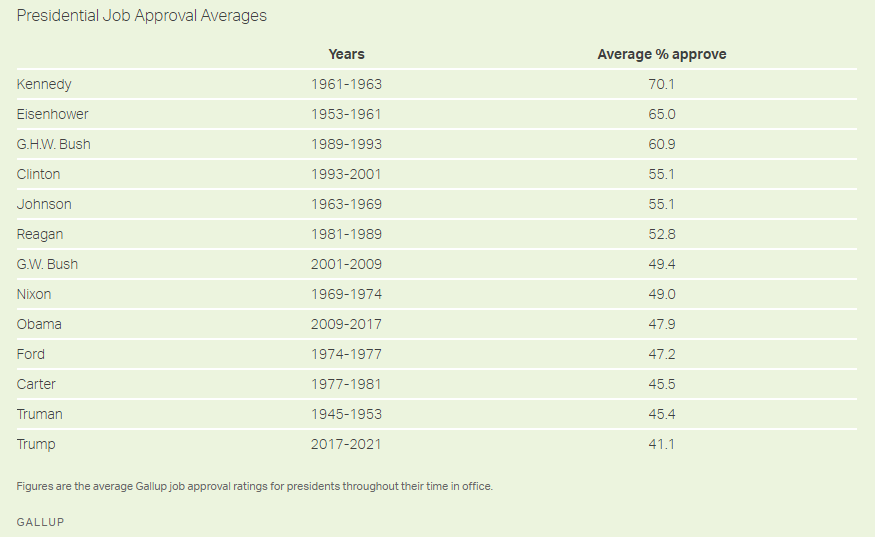 Presidential Job Approval Averages
Years Average % approve
Kennedy 1961-1963 70.1
Eisenhower 1953-1961 65.0
G.H.W. Bush 1989-1993 60.9
Clinton 1993-2001 55.1
Johnson 1963-1969 55.1
Reagan 1981-1989 52.8
G.W. Bush 2001-2009 49.4
Nixon 1969-1974 49.0
Obama 2009-2017 47.9
Ford 1974-1977 47.2
Carter 1977-1981 45.5
Truman 1945-1953 45.4
Trump 2017-2021 41.1
Figures are the average Gallup job approval ratings for presidents throughout their time in office.
GALLUP